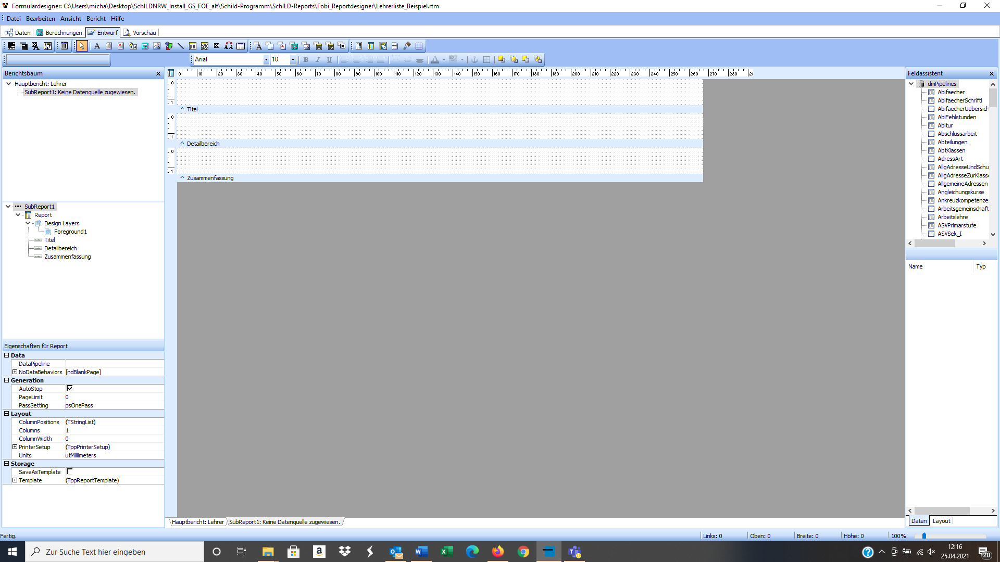 Formulardesigner: C:\Users\micha\Desktop\SchILDNRW_Install_GS_FOE_alt\Schild-Programm\SchILD-Reports\Fobi_Reportdesigner\Lehrerliste_Beispiel.rtm
Datei Bearbeiten Ansicht Bericht Hilfe
Daten Berechnungen Entwurf Vorschau
Arial 10 B I U
Berichtsbaum
Hauptbericht: Lehrer
SubReport1: Keine Datenquelle zugewiesen.
SubReport1
Report
Design Layers
Foreground1
Titel
Detailbereich
Zusammenfassung
Eigenschaften für Report
Data
DataPipeline
NoDataBehaviors [ndBlankPage]
Generation
AutoStop
PageLimit 0
PassSetting psOnePass
Layout
ColumnPositions (TStringList)
Columns 1
ColumnWidth 0
PrinterSetup (TppPrinterSetup)
Units utMillimeters
Storage
SaveAsTemplate
Template (TppReportTemplate)
0 10 20 30 40 50 60 70 80 90 100 110 120 130 140 150 160 170 180 190 200 210 220 230 240 250 260 270 280
0
1
Titel
0
1
Detailbereich
0
1
Zusammenfassung
Hauptbericht: Lehrer SubReport1: Keine Datenquelle zugewiesen.
Feldassistent
dmPipelines
Abifaecher
AbifaecherSchriftl
AbifaecherUebersich
AbiFehlstunden
Abitur
Abschlussarbeit
Abteilungen
AbtKlassen
AdressArt
AllgAdresseUndSchu
AllgAdresseZurKlass
AllgemeineAdressen
Angleichungskurse
Ankreuzkompetenze
Arbeitsgemeinschaft
Arbeitslehre
ASVPrimarstufe
ASVSek_I
Name Typ
Daten Layout
Fertig. Links: 0 Oben: 0 Breite: 0 Höhe: 0 100%
Zur Suche Text hier eingeben
12:16
25.04.2021
20